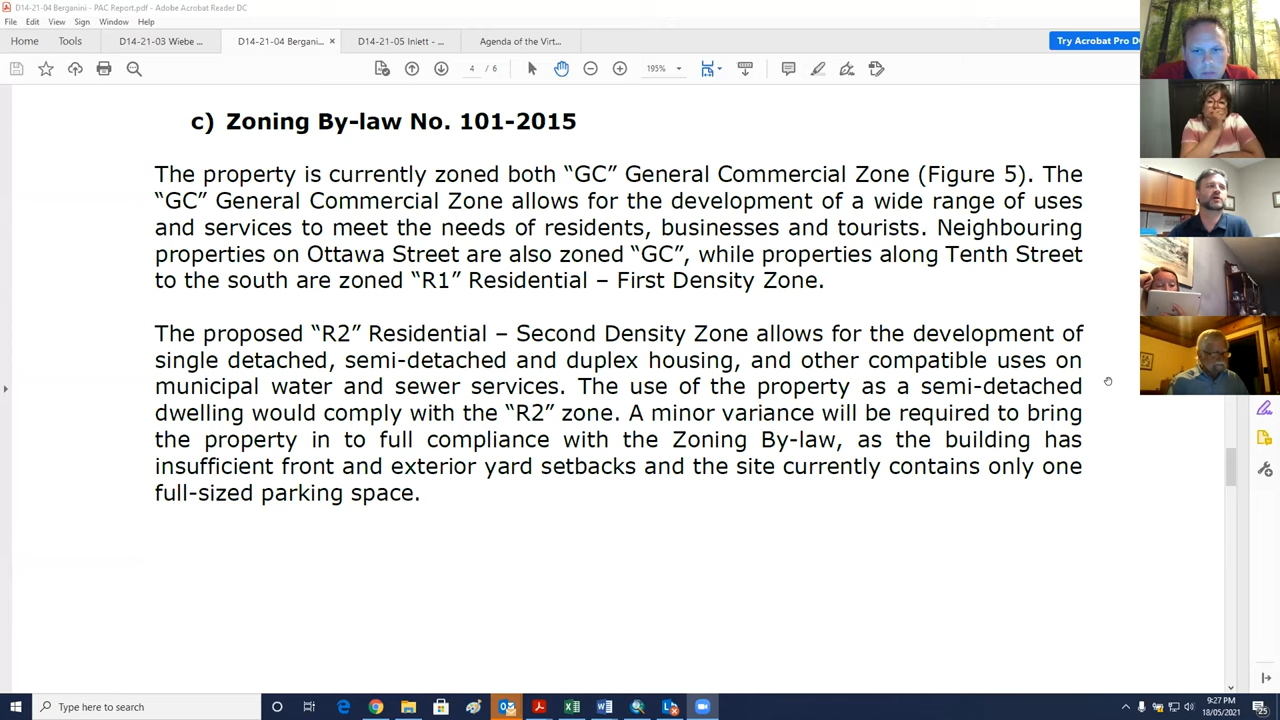 D14-21-04 Berganini - PAC Report.pdf - Adobe Acrobat Reader DC
File Edit View Sign Window Help
Home Tools D14-21-03 Wiebe ... D14-21-04 Bergani... × D14-21-05 Inlett - ... Agenda of the Virt... Try Acrobat Pro D
4 / 6 195%
c) Zoning By-law No. 101-2015
The property is currently zoned both “GC” General Commercial Zone (Figure 5). The
“GC” General Commercial Zone allows for the development of a wide range of uses
and services to meet the needs of residents, businesses and tourists. Neighbouring
properties on Ottawa Street are also zoned “GC”, while properties along Tenth Street
to the south are zoned “R1” Residential – First Density Zone.
The proposed “R2” Residential – Second Density Zone allows for the development of
single detached, semi-detached and duplex housing, and other compatible uses on
municipal water and sewer services. The use of the property as a semi-detached
dwelling would comply with the “R2” zone. A minor variance will be required to bring
the property in to full compliance with the Zoning By-law, as the building has
insufficient front and exterior yard setbacks and the site currently contains only one
full-sized parking space.
Type here to search
9:27 PM
18/05/2021
25